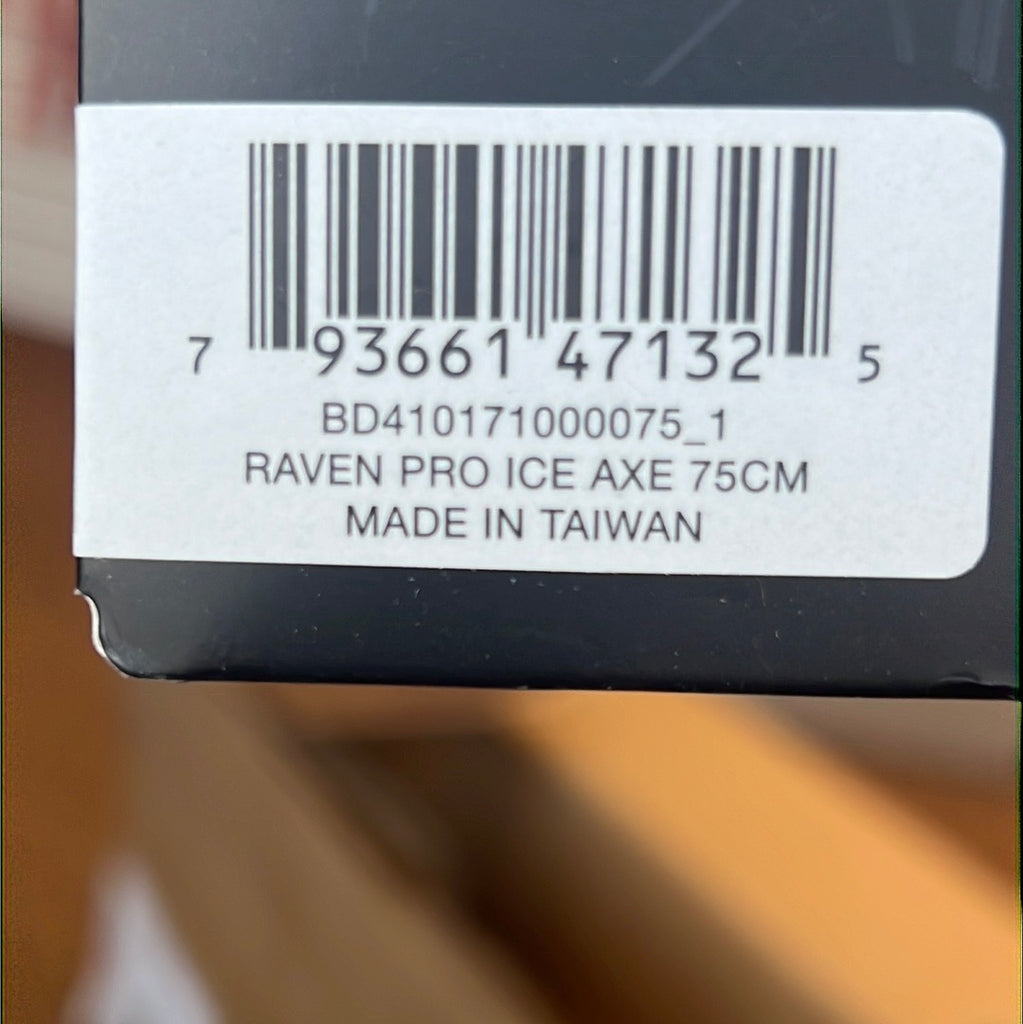 7 93661 47132 5
BD410171000075_1
RAVEN PRO ICE AXE 75CM
MADE IN TAIWAN